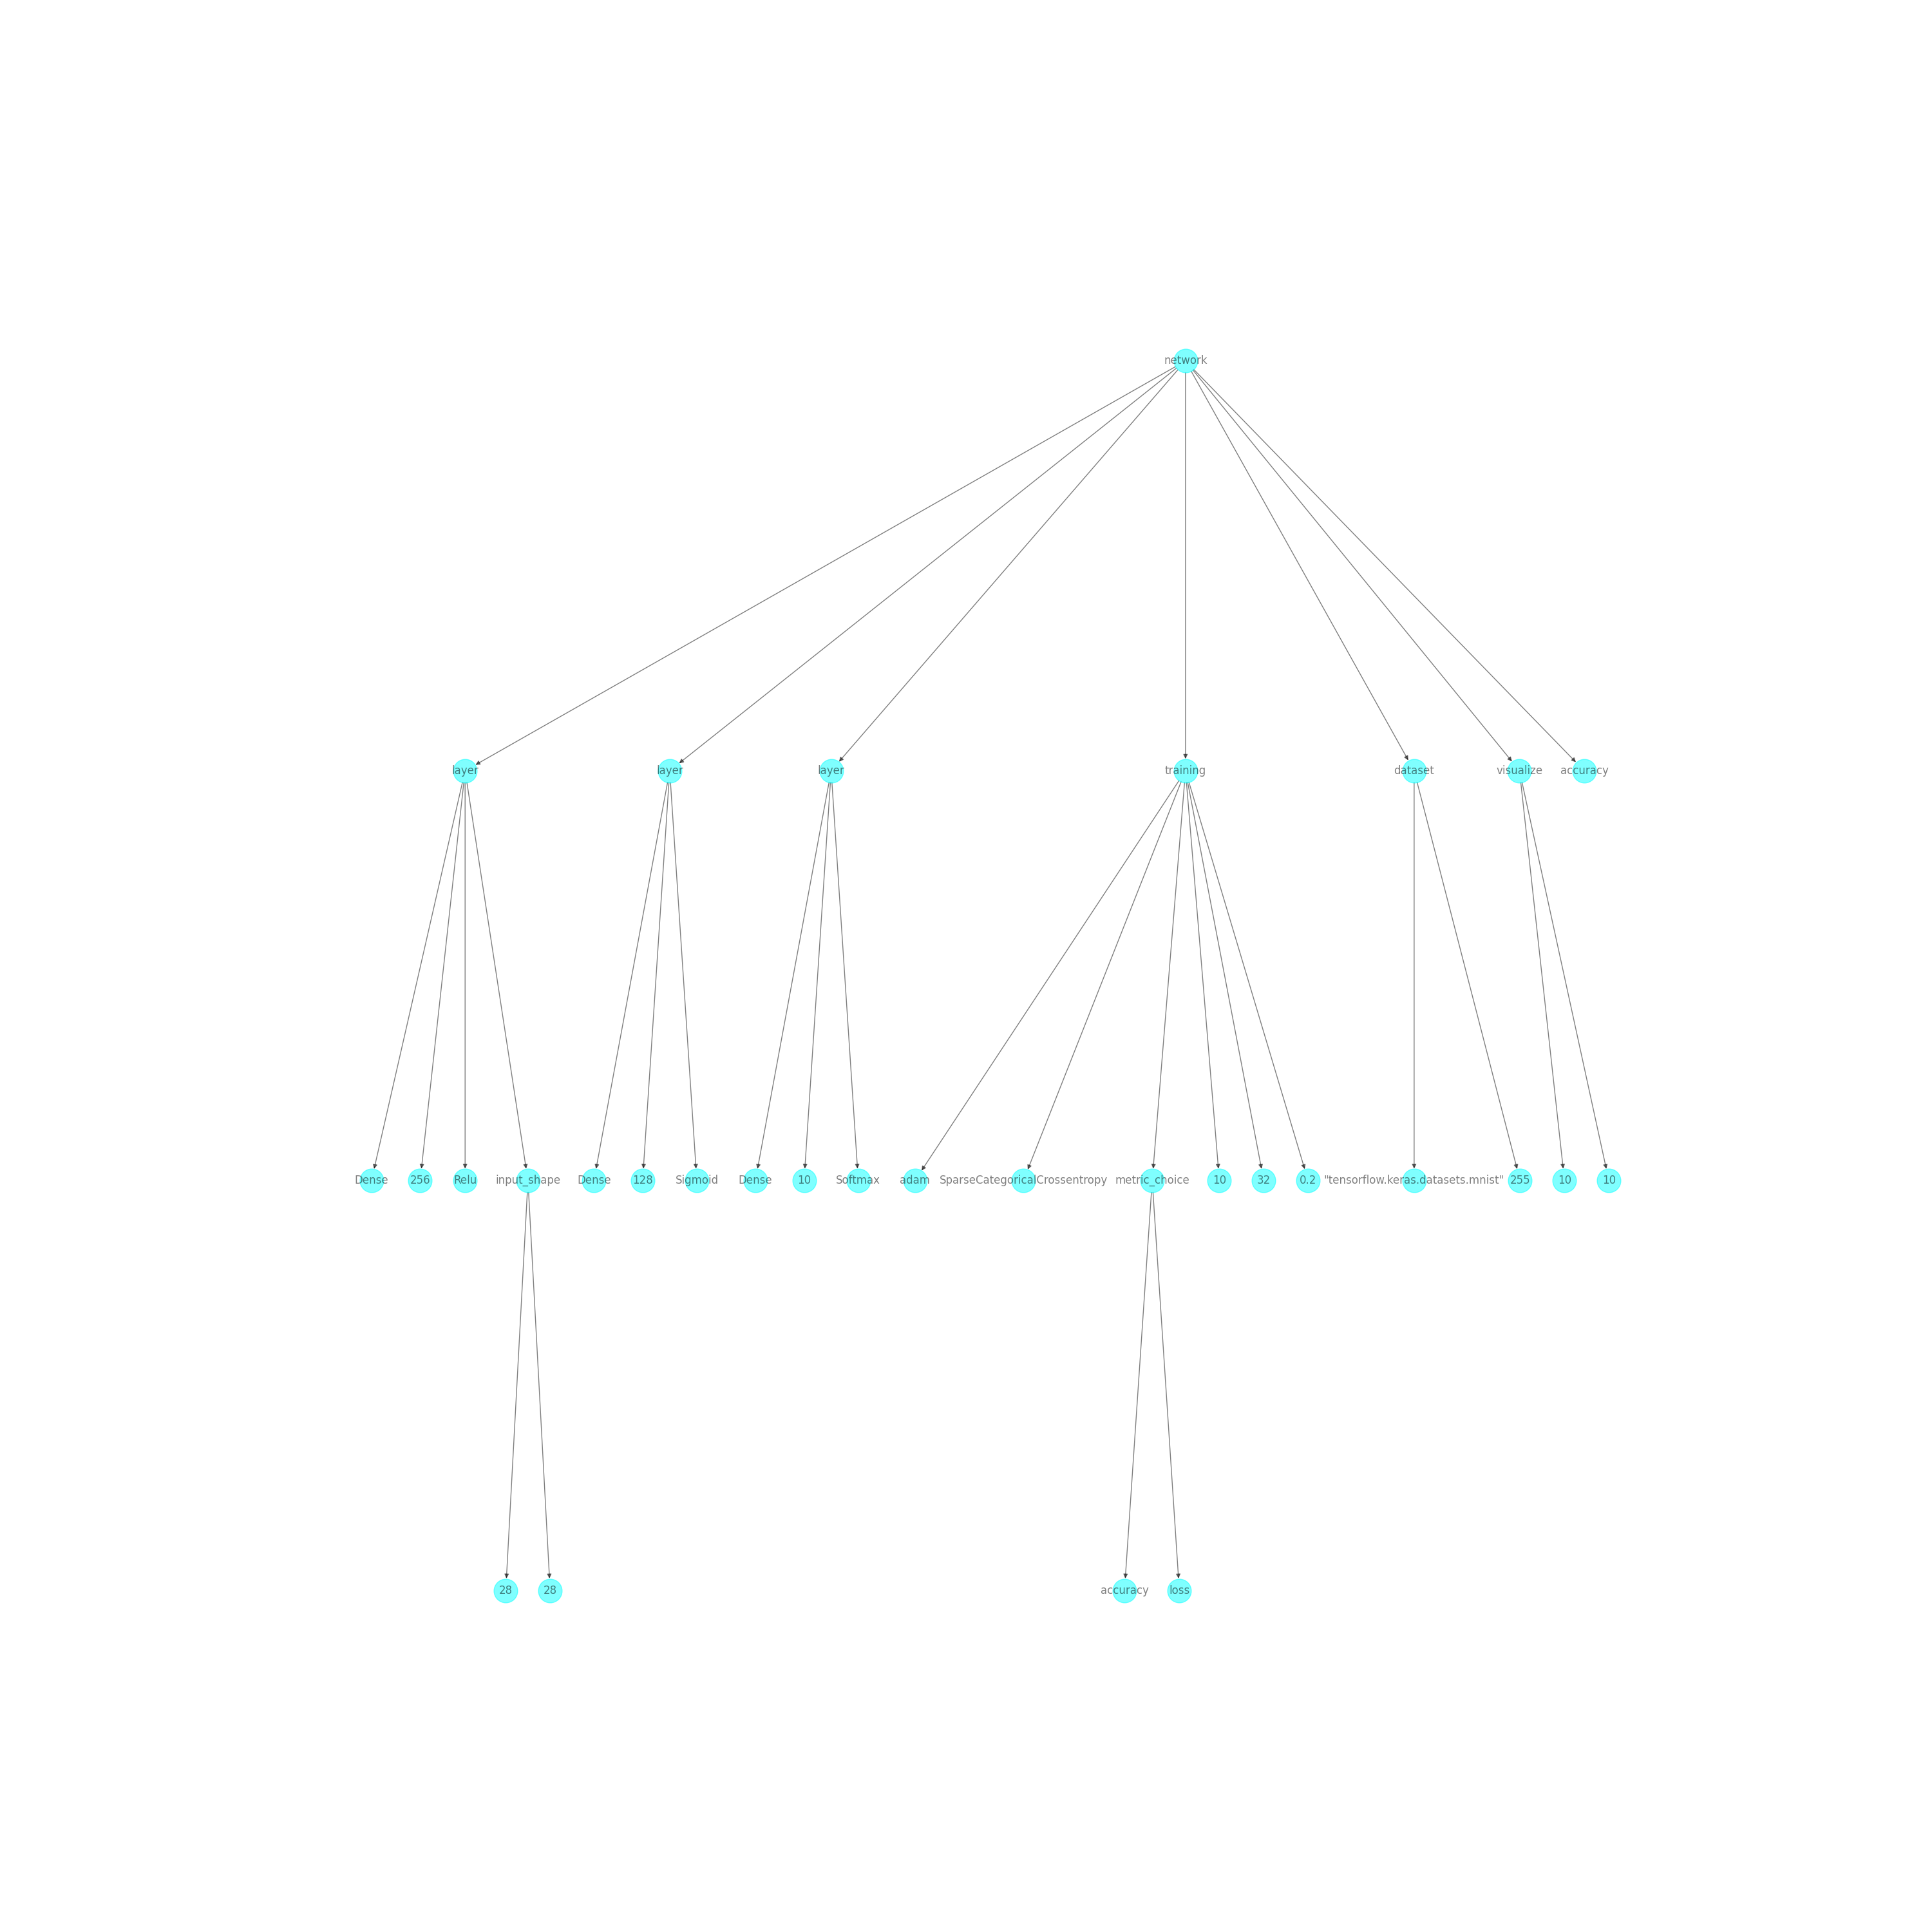 network
layer
layer
layer
training
dataset
visualize
accuracy
Dense
256
Relu
input_shape
Dense
128
Sigmoid
Dense
10
Softmax
adam
SparseCategoricalCrossentropy
metric_choice
10
32
0.2
"tensorflow.keras.datasets.mnist"
255
10
10
28
28
accuracy
loss